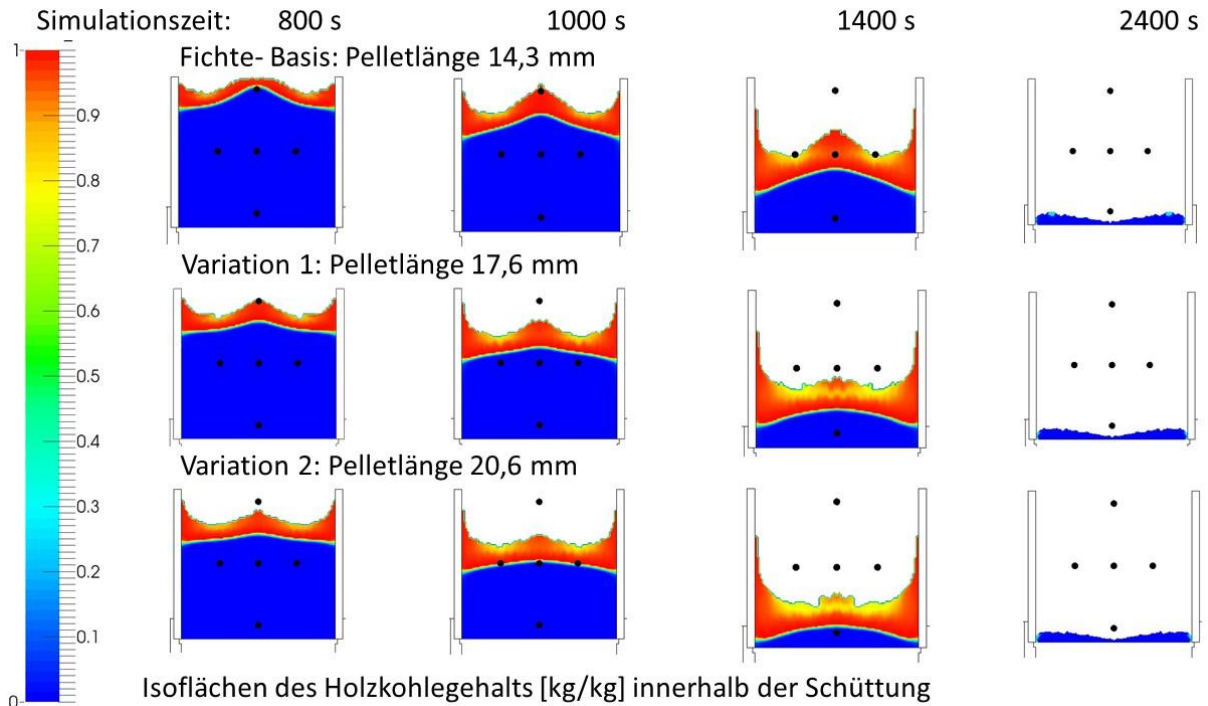 Simulationszeit: 800 s 1000 s 1400 s 2400 s
Fichte- Basis: Pelletlänge 14,3 mm
Variation 1: Pelletlänge 17,6 mm
Variation 2: Pelletlänge 20,6 mm
1
0.9
0.8
0.7
0.6
0.5
0.4
0.3
0.2
0.1
0
Isoflächen des Holzkohlegehalts [kg/kg] innerhalb der Schüttung